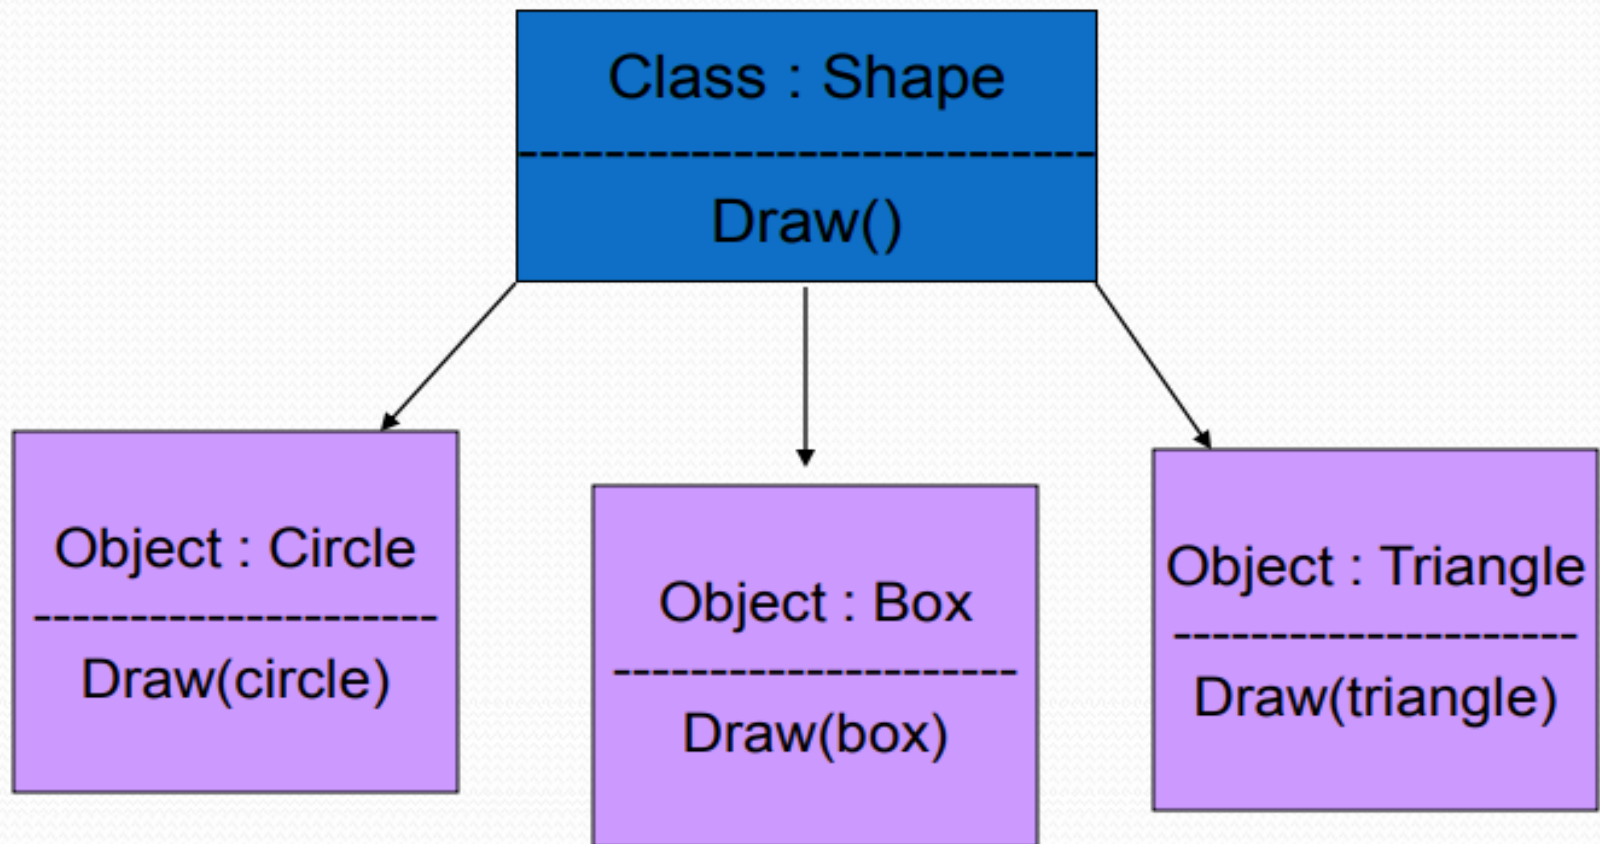 Class : Shape
--------------------------
Draw()
Object : Circle
---------------------
Draw(circle)
Object : Box
---------------------
Draw(box)
Object : Triangle
---------------------
Draw(triangle)